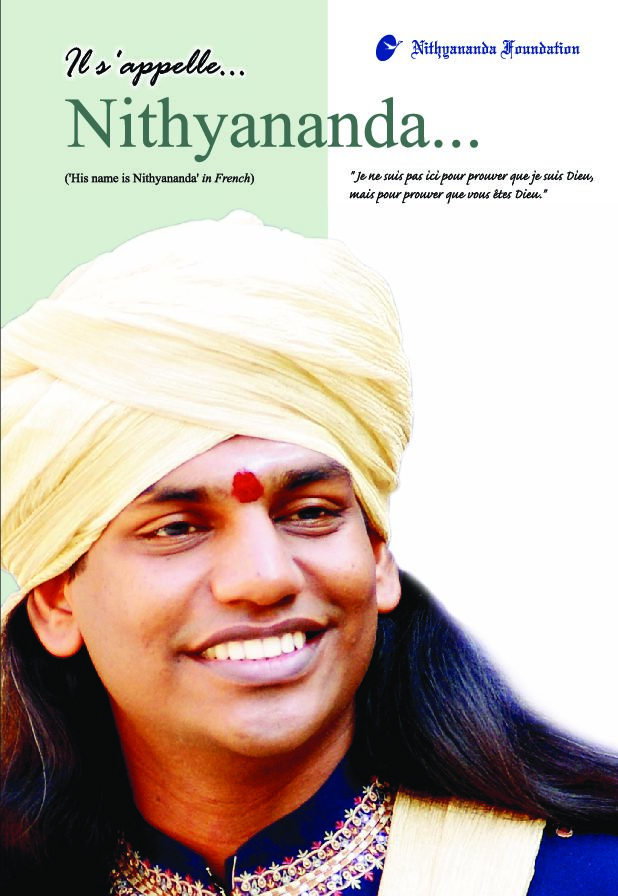 Il s'appelle...
Nithyananda Foundation
Nithyananda...
('His name is Nithyananda' in French)
"Je ne suis pas ici pour prouver que je suis Dieu,
mais pour prouver que vous êtes Dieu."